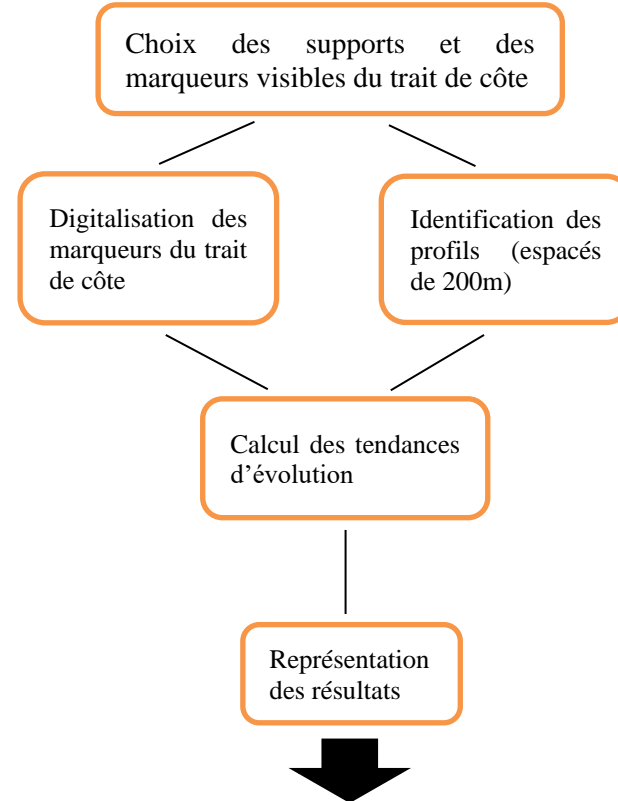 Choix des supports et des
marqueurs visibles du trait de côte
Digitalisation des
marqueurs du trait
de côte
Identification des
profils (espacés
de 200m)
Calcul des tendances
d’évolution
Représentation
des résultats